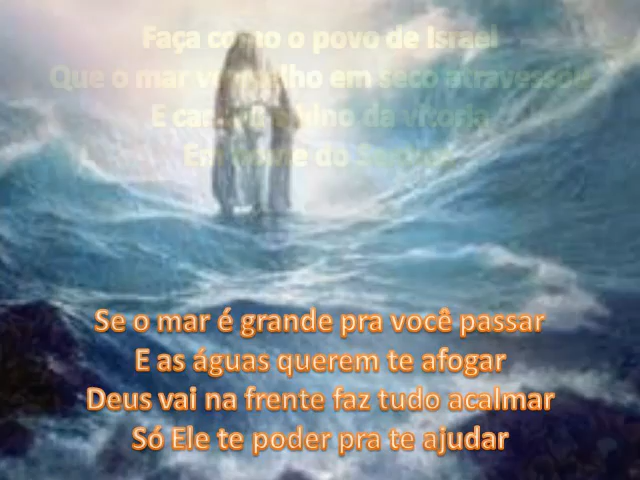 Faça como o povo de Israel
Que o mar vermelho em seco atravessou
E cantou o hino da vitória
Em nome do Senhor
Se o mar é grande pra você passar
E as águas querem te afogar
Deus vai na frente faz tudo acalmar
Só Ele te poder pra te ajudar